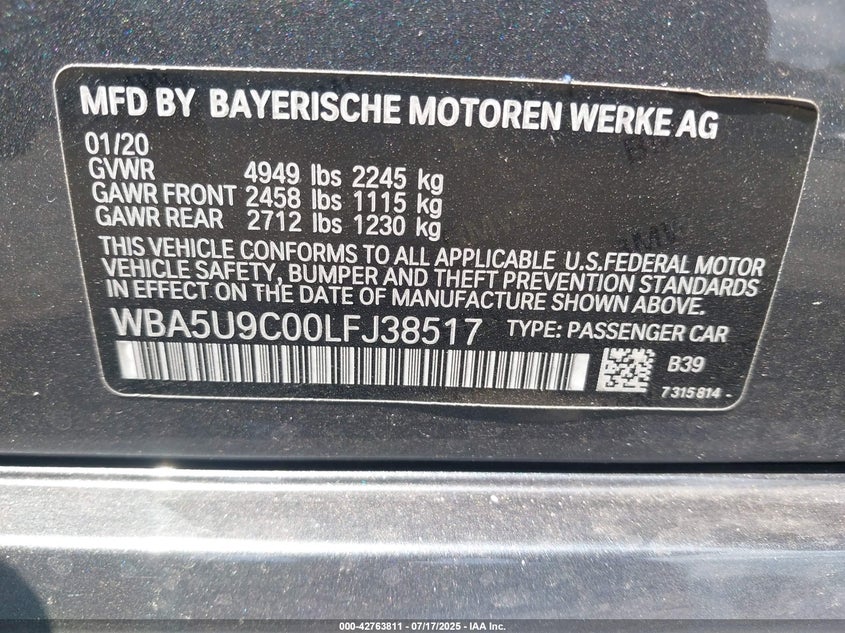 MFD BY BAYERISCHE MOTOREN WERKE AG
01/20
GVWR 4949 lbs 2245 kg
GAWR FRONT 2458 lbs 1115 kg
GAWR REAR 2712 lbs 1230 kg
THIS VEHICLE CONFORMS TO ALL APPLICABLE U.S.FEDERAL MOTOR
VEHICLE SAFETY, BUMPER AND THEFT PREVENTION STANDARDS
IN EFFECT ON THE DATE OF MANUFACTURE SHOWN ABOVE.
WBA5U9C00LFJ38517 TYPE: PASSENGER CAR
B39
7315814 -
000-42763811 - 07/17/2025 - IAA Inc.